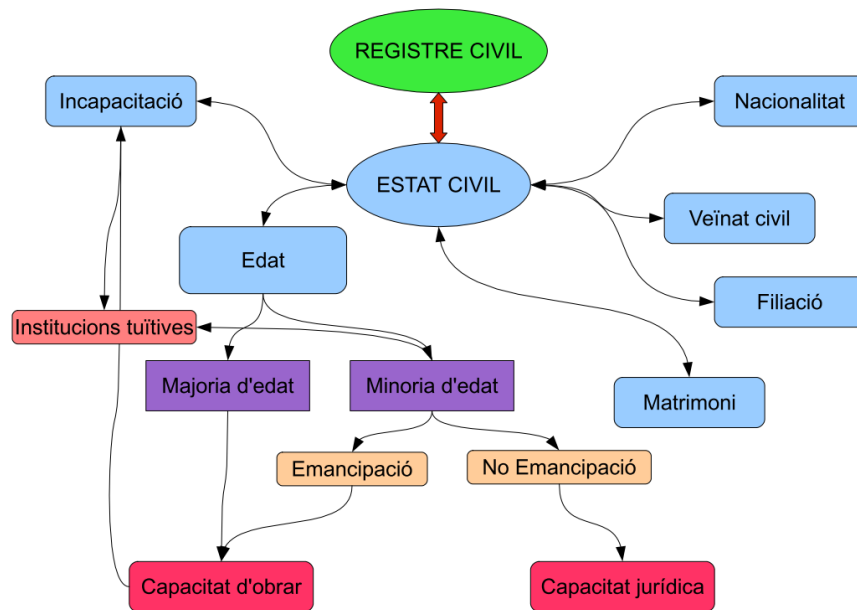 REGISTRE CIVIL
Incapacitació
Nacionalitat
ESTAT CIVIL
Veïnat civil
Edat
Filiació
Institucions tuïtives
Majoria d'edat
Minoria d'edat
Matrimoni
Emancipació
No Emancipació
Capacitat d'obrar
Capacitat jurídica